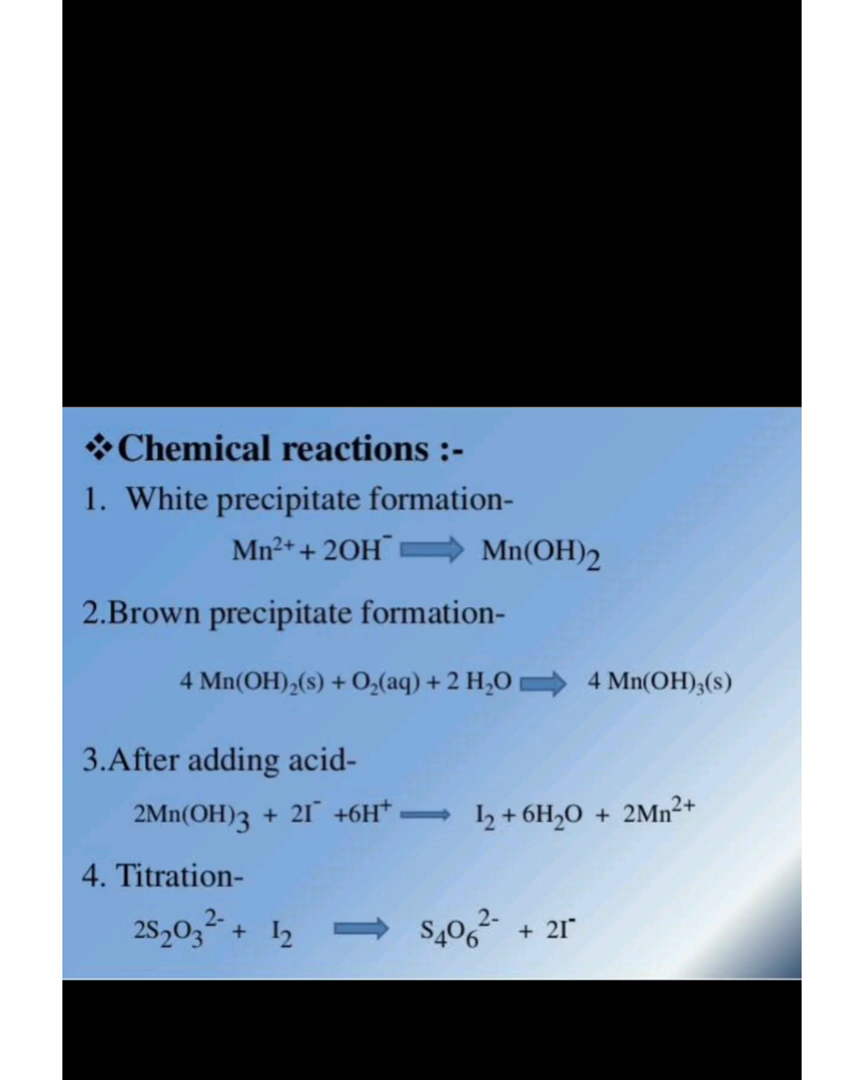 ❖Chemical reactions :-
1. White precipitate formation-
Mn²⁺ + 2OH⁻ ⇒ Mn(OH)₂
2.Brown precipitate formation-
4 Mn(OH)₂(s) + O₂(aq) + 2 H₂O ⇒ 4 Mn(OH)₃(s)
3.After adding acid-
2Mn(OH)₃ + 2I⁻ +6H⁺ ⇒ I₂ + 6H₂O + 2Mn²⁺
4. Titration-
2S₂O₃²⁻ + I₂ ⇒ S₄O₆²⁻ + 2I⁻